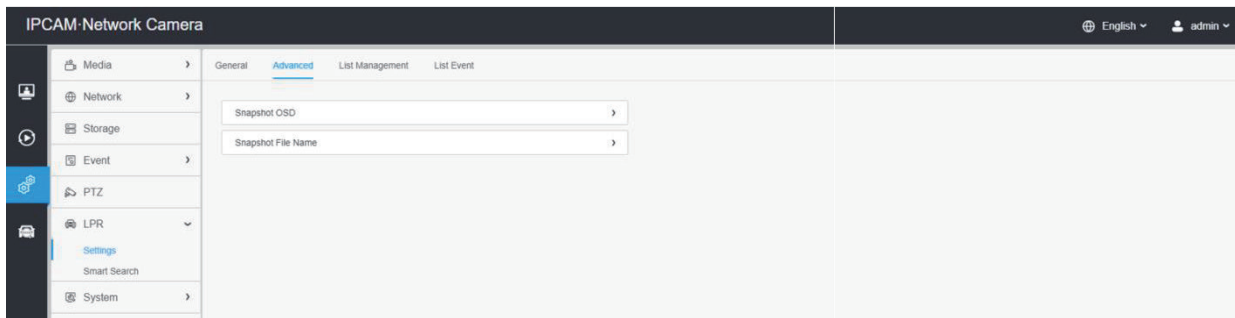 IPCAM·Network Camera
English
admin
Media
Network
Storage
Event
PTZ
LPR
Settings
Smart Search
System
General Advanced List Management List Event
Snapshot OSD
Snapshot File Name